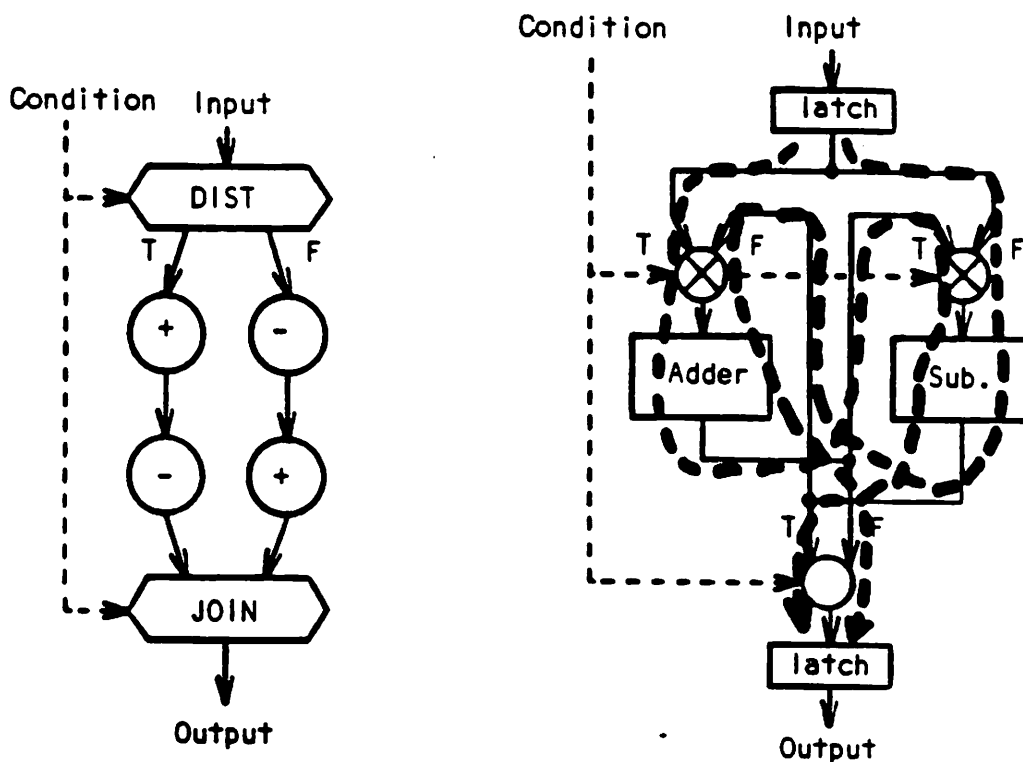 Condition Input
DIST
T F
+ -
- +
JOIN
Output
Condition Input
latch
T F T F
Adder Sub.
T F
latch
Output